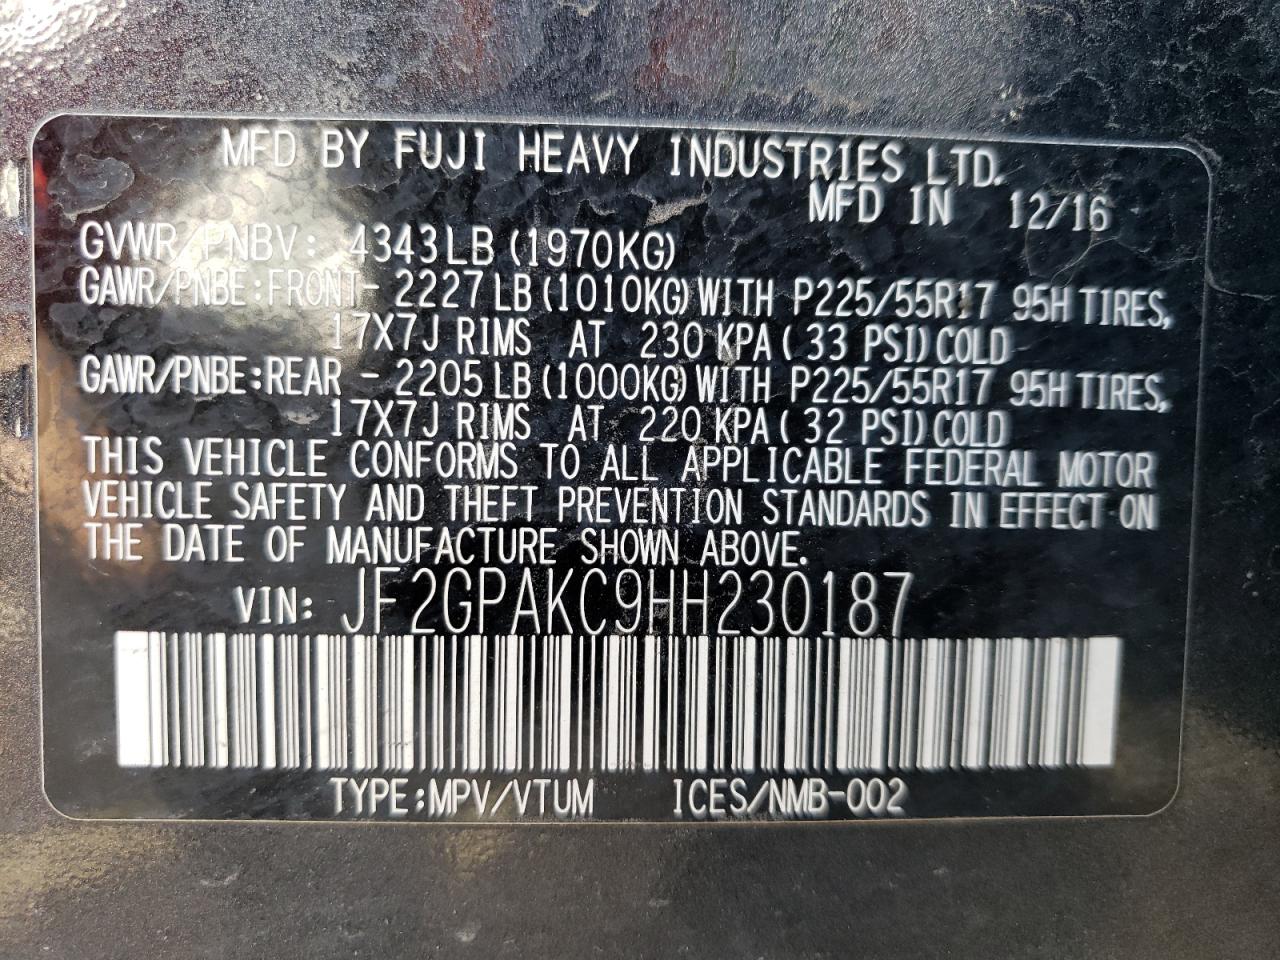 MFD BY FUJI HEAVY INDUSTRIES LTD.
MFD IN 12/16
GVWR/PNBV: 4343LB (1970KG)
GAWR/PNBE:FRONT- 2227LB(1010KG)WITH P225/55R17 95H TIRES,
17X7J RIMS AT 230 KPA(33 PSI)COLD
GAWR/PNBE:REAR - 2205LB(1000KG)WITH P225/55R17 95H TIRES,
17X7J RIMS AT 220 KPA(32 PSI)COLD
THIS VEHICLE CONFORMS TO ALL APPLICABLE FEDERAL MOTOR
VEHICLE SAFETY AND THEFT PREVENTION STANDARDS IN EFFECT ON
THE DATE OF MANUFACTURE SHOWN ABOVE.
VIN: JF2GPAKC9HH230187
TYPE:MPV/VTUM ICES/NMB-002